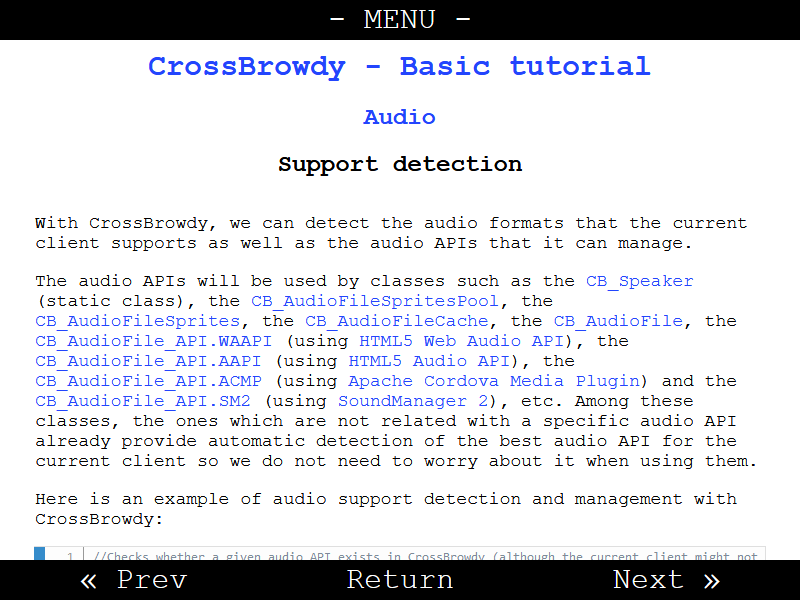 - MENU -
CrossBrowdy - Basic tutorial
Audio
Support detection
With CrossBrowdy, we can detect the audio formats that the current
client supports as well as the audio APIs that it can manage.
The audio APIs will be used by classes such as the CB_Speaker
(static class), the CB_AudioFileSpritesPool, the
CB_AudioFileSprites, the CB_AudioFileCache, the CB_AudioFile, the
CB_AudioFile_API.WAAPI (using HTML5 Web Audio API), the
CB_AudioFile_API.AAPI (using HTML5 Audio API), the
CB_AudioFile_API.ACMP (using Apache Cordova Media Plugin) and the
CB_AudioFile_API.SM2 (using SoundManager 2), etc. Among these
classes, the ones which are not related with a specific audio API
already provide automatic detection of the best audio API for the
current client so we do not need to worry about it when using them.
Here is an example of audio support detection and management with
CrossBrowdy:
1 //Checks whether a given audio API exists in CrossBrowdy (although the current client might not
« Prev Return Next »